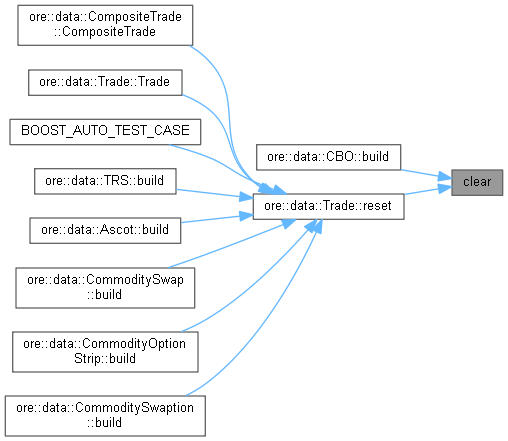 ore::data::CompositeTrade
::CompositeTrade
ore::data::Trade::Trade
BOOST_AUTO_TEST_CASE
ore::data::CBO::build
ore::data::TRS::build
clear
ore::data::Trade::reset
ore::data::Ascot::build
ore::data::CommoditySwap
::build
ore::data::CommodityOption
Strip::build
ore::data::CommoditySwaption
::build